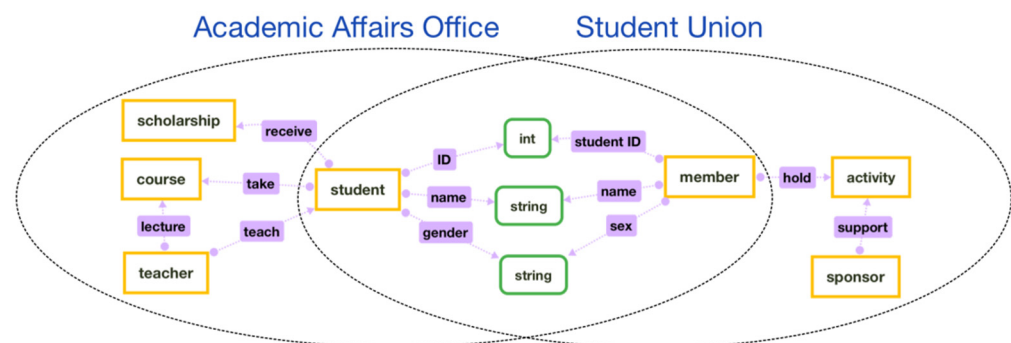 Academic Affairs Office
Student Union
scholarship
receive
int
student ID
ID
course
take
student
member
hold
activity
name
name
string
lecture
teach
gender
sex
support
teacher
string
sponsor